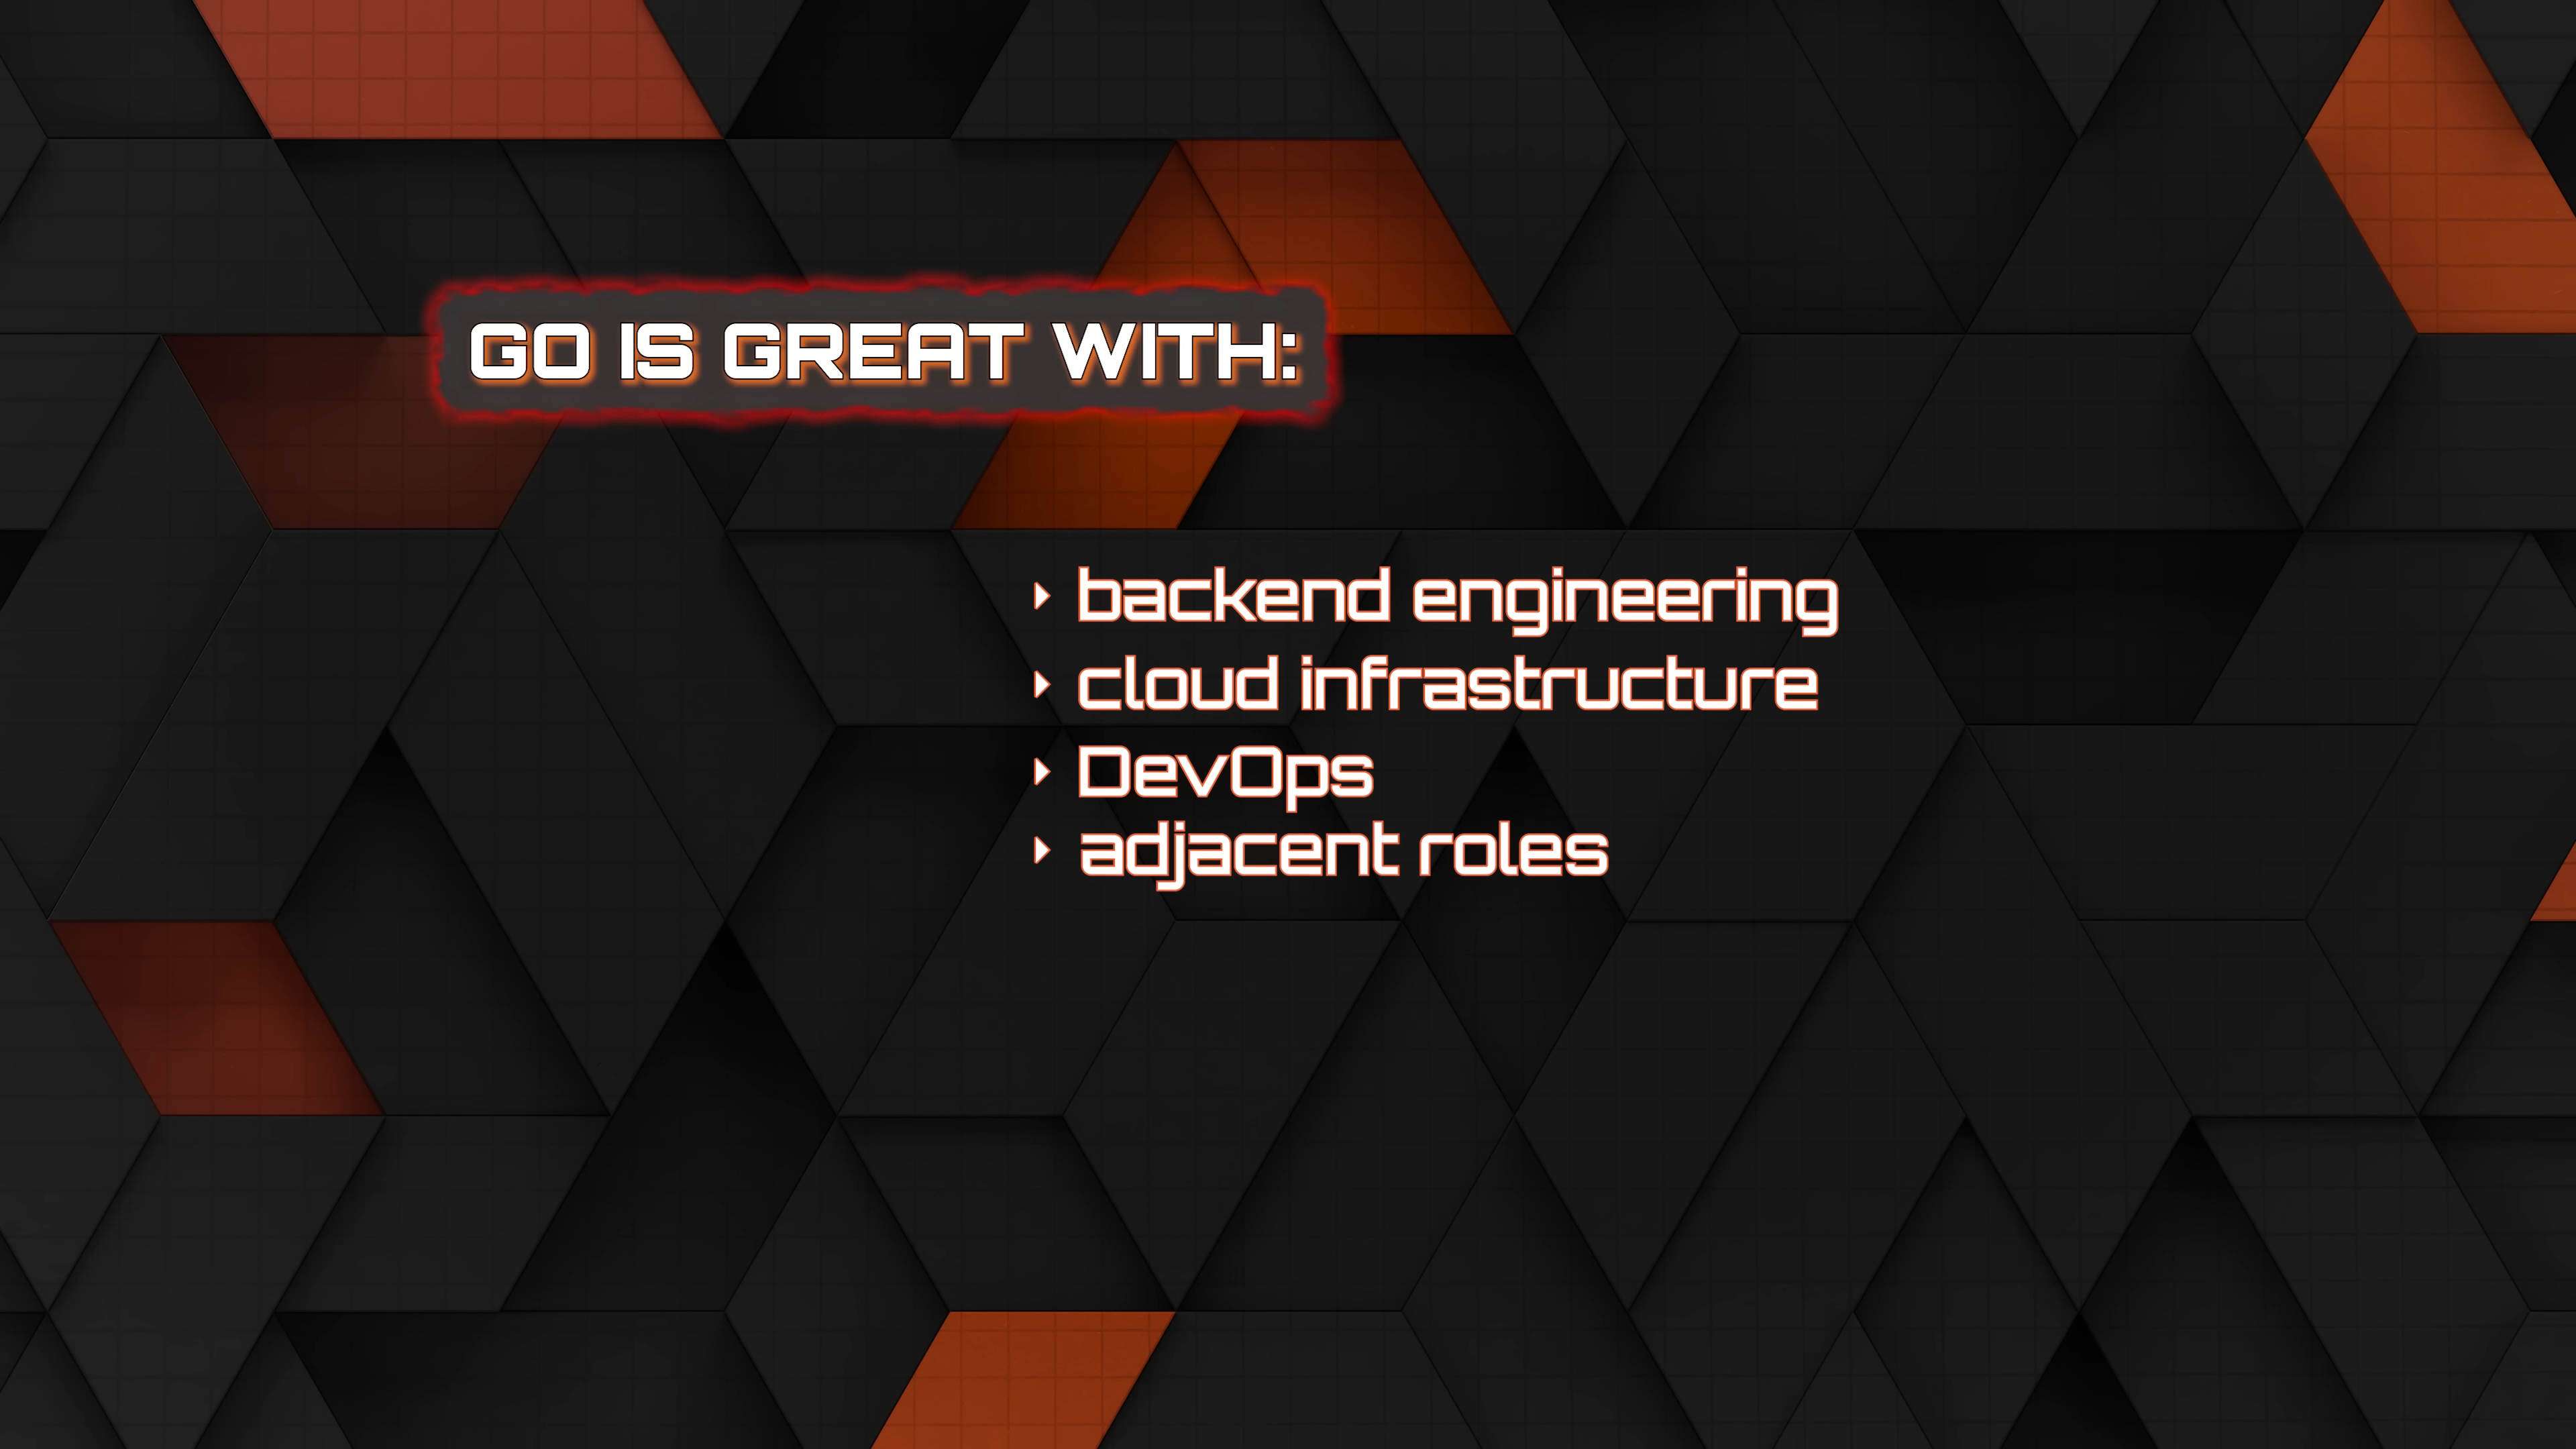 GO IS GREAT WITH:
backend engineering
cloud infrastructure
DevOps
adjacent roles